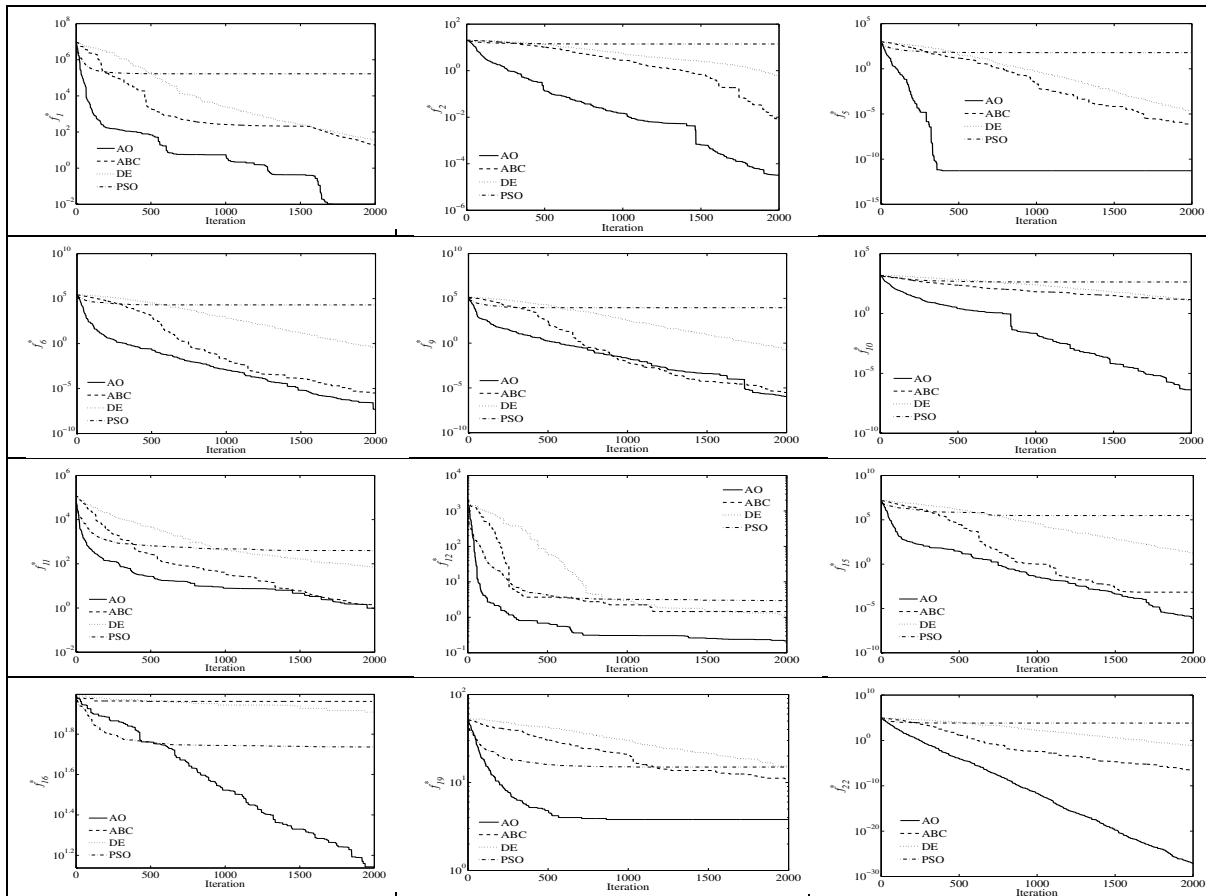 10^8
10^6
10^4
10^2
10^0
10^-2
f*1
AO
ABC
DE
PSO
0 500 1000 1500 2000
Iteration
10^2
10^0
10^-2
10^-4
10^-6
f*2
AO
ABC
DE
PSO
0 500 1000 1500 2000
Iteration
10^5
10^0
10^-5
10^-10
10^-15
f*5
AO
ABC
DE
PSO
0 500 1000 1500 2000
Iteration
10^10
10^5
10^0
10^-5
10^-10
f*6
AO
ABC
DE
PSO
0 500 1000 1500 2000
Iteration
10^10
10^5
10^0
10^-5
10^-10
f*9
AO
ABC
DE
PSO
0 500 1000 1500 2000
Iteration
10^5
10^0
10^-5
10^-10
f*10
AO
ABC
DE
PSO
0 500 1000 1500 2000
Iteration
10^6
10^4
10^2
10^0
10^-2
f*11
AO
ABC
DE
PSO
0 500 1000 1500 2000
Iteration
10^4
10^3
10^2
10^1
10^0
10^-1
f*12
AO
ABC
DE
PSO
0 500 1000 1500 2000
Iteration
10^10
10^5
10^0
10^-5
10^-10
f*15
AO
ABC
DE
PSO
0 500 1000 1500 2000
Iteration
10^1.8
10^1.6
10^1.4
10^1.2
f*16
AO
ABC
DE
PSO
0 500 1000 1500 2000
Iteration
10^2
10^1
10^0
f*19
AO
ABC
DE
PSO
0 500 1000 1500 2000
Iteration
10^10
10^0
10^-10
10^-20
10^-30
f*22
AO
ABC
DE
PSO
0 500 1000 1500 2000
Iteration